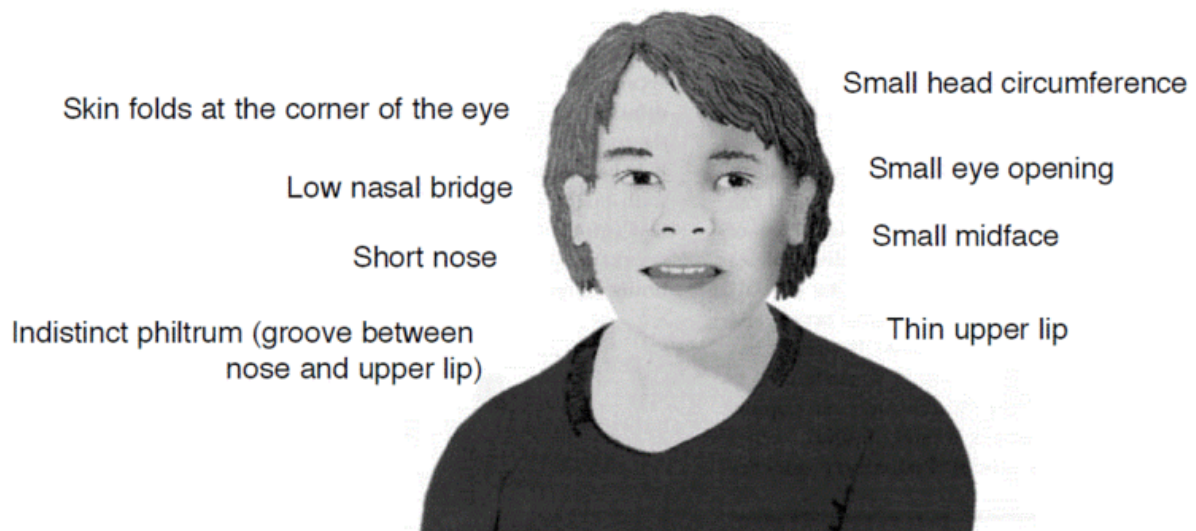 Skin folds at the corner of the eye
Low nasal bridge
Short nose
Indistinct philtrum (groove between
nose and upper lip)
Small head circumference
Small eye opening
Small midface
Thin upper lip